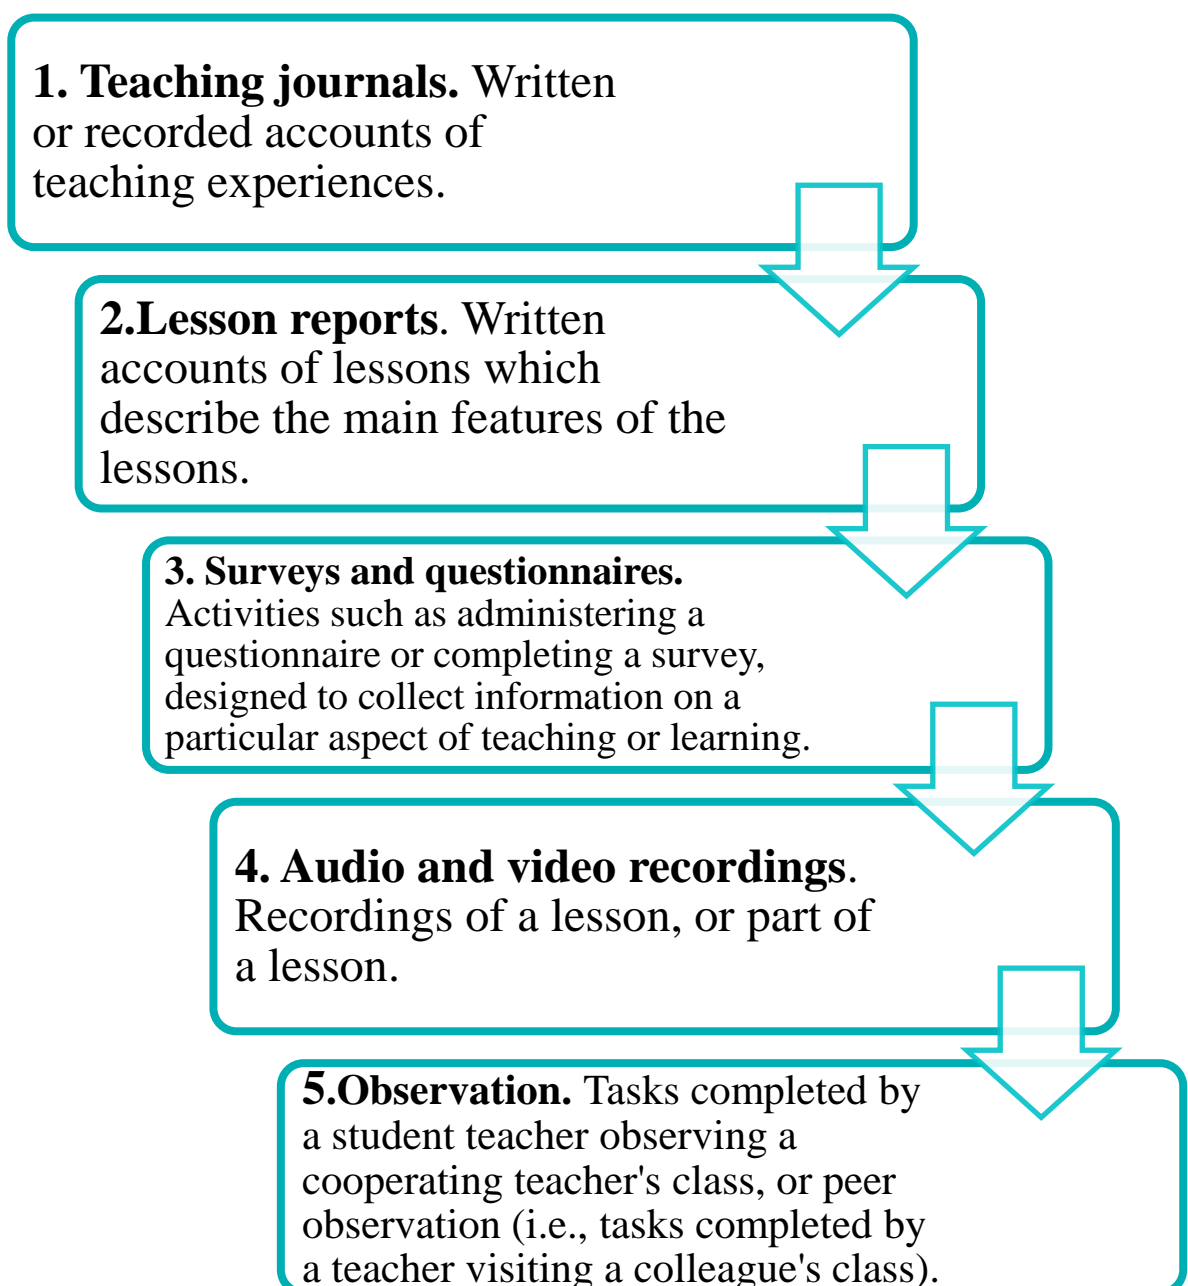 1. Teaching journals. Written
or recorded accounts of
teaching experiences.
2.Lesson reports. Written
accounts of lessons which
describe the main features of the
lessons.
3. Surveys and questionnaires.
Activities such as administering a
questionnaire or completing a survey,
designed to collect information on a
particular aspect of teaching or learning.
4. Audio and video recordings.
Recordings of a lesson, or part of
a lesson.
5.Observation. Tasks completed by
a student teacher observing a
cooperating teacher's class, or peer
observation (i.e., tasks completed by
a teacher visiting a colleague's class).